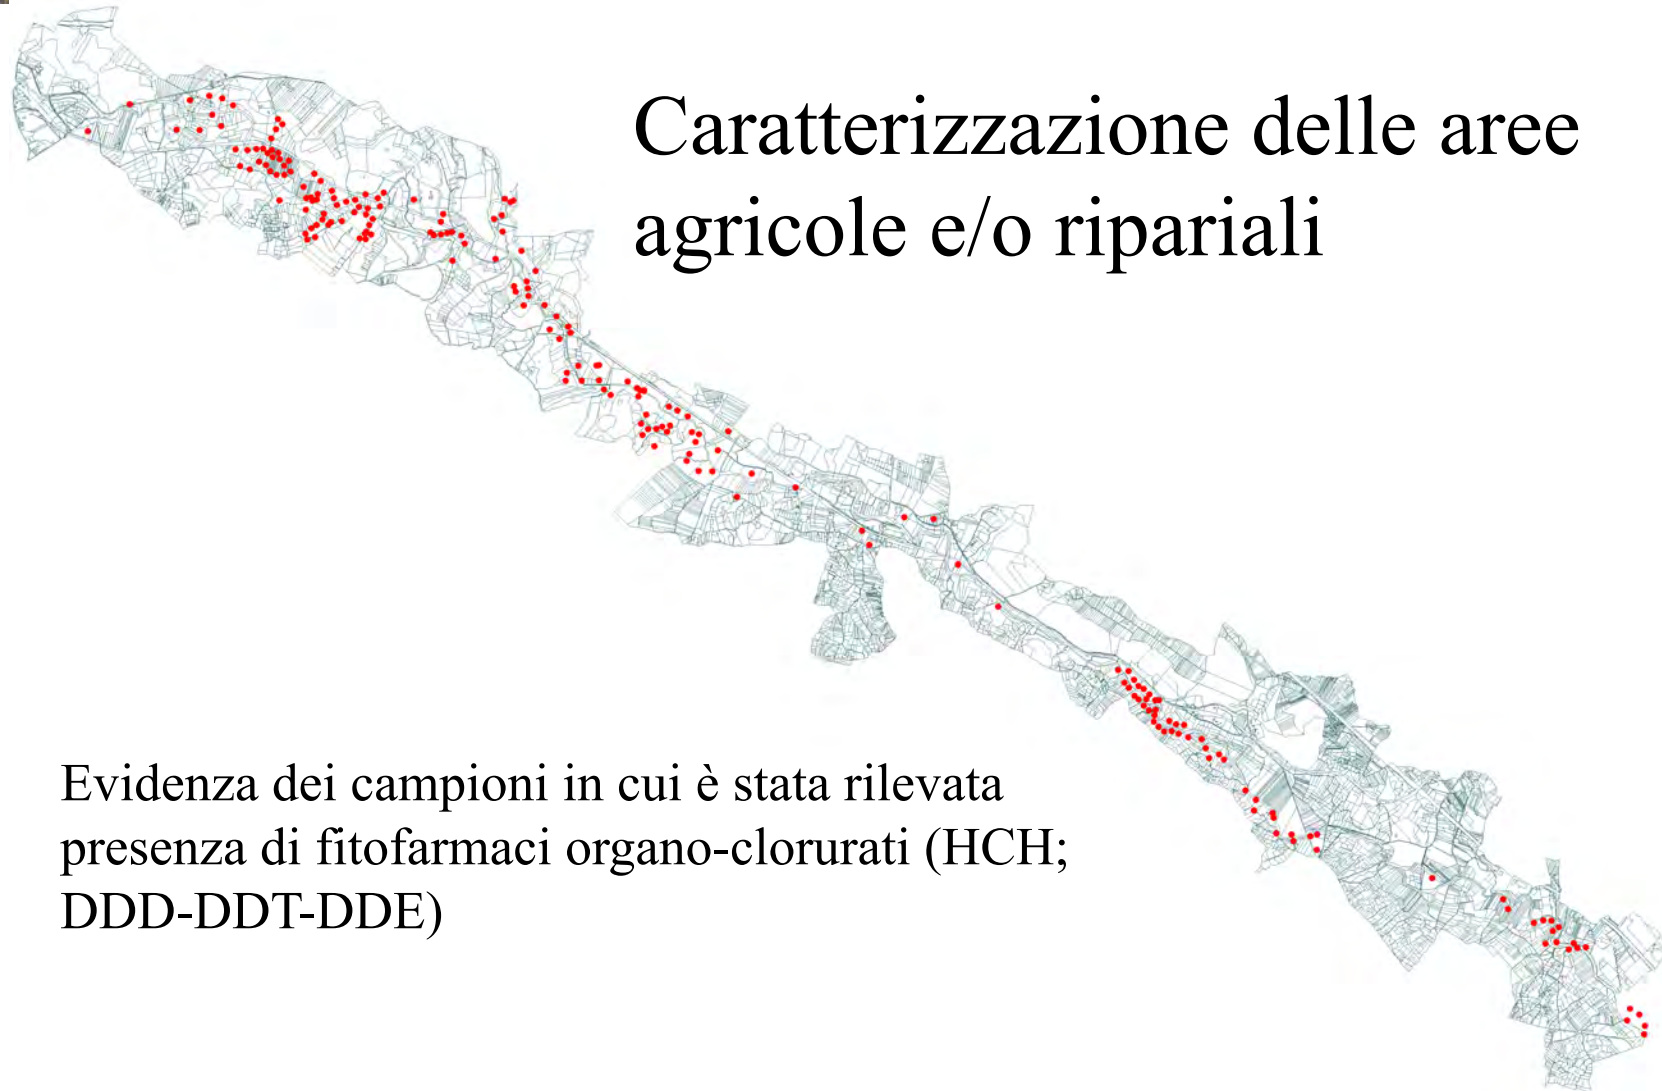 Caratterizzazione delle aree
agricole e/o ripariali
Evidenza dei campioni in cui è stata rilevata
presenza di fitofarmaci organo-clorurati (HCH;
DDD-DDT-DDE)